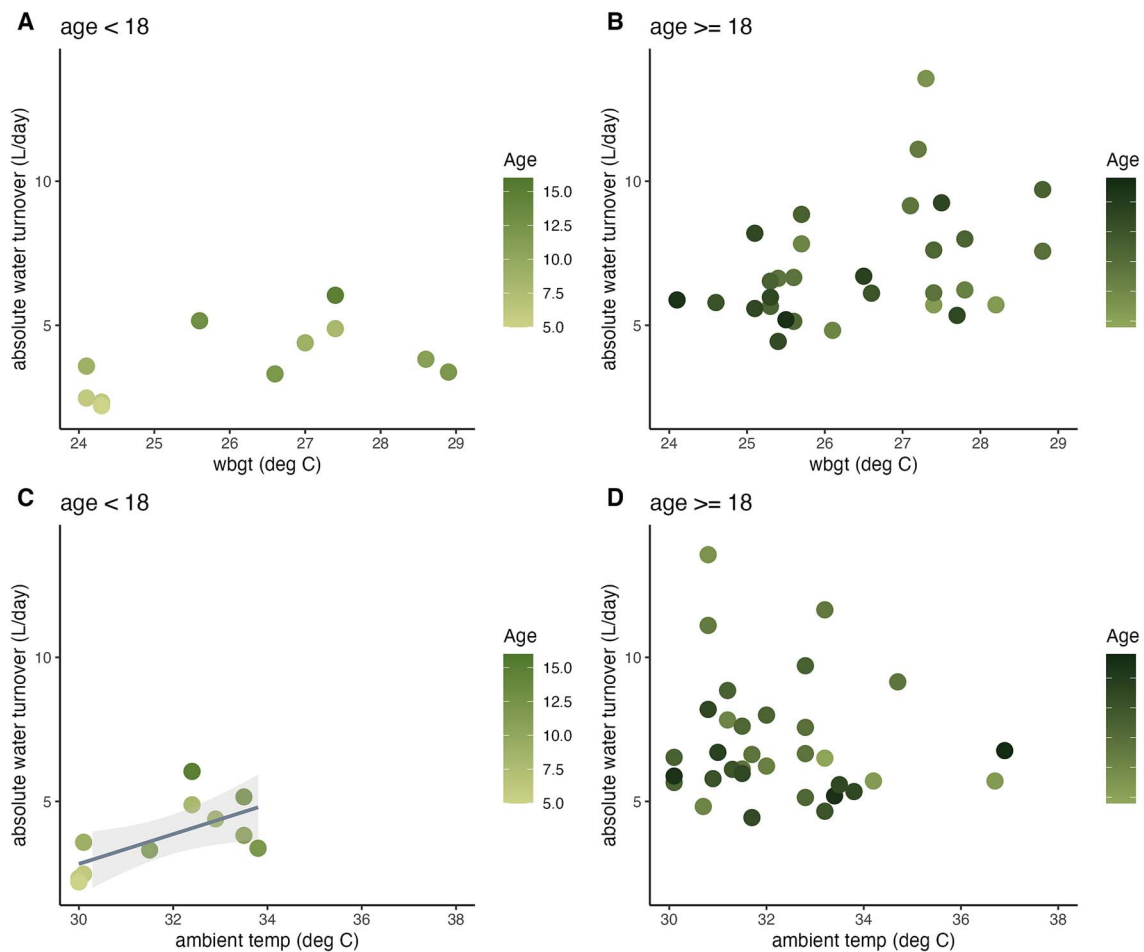 A age < 18
absolute water turnover (L/day)
10
5
24 25 26 27 28 29
wbgt (deg C)
Age
15.0
12.5
10.0
7.5
5.0
B age >= 18
absolute water turnover (L/day)
10
5
24 25 26 27 28 29
wbgt (deg C)
Age
C age < 18
absolute water turnover (L/day)
10
5
30 32 34 36 38
ambient temp (deg C)
Age
15.0
12.5
10.0
7.5
5.0
D age >= 18
absolute water turnover (L/day)
10
5
30 32 34 36 38
ambient temp (deg C)
Age